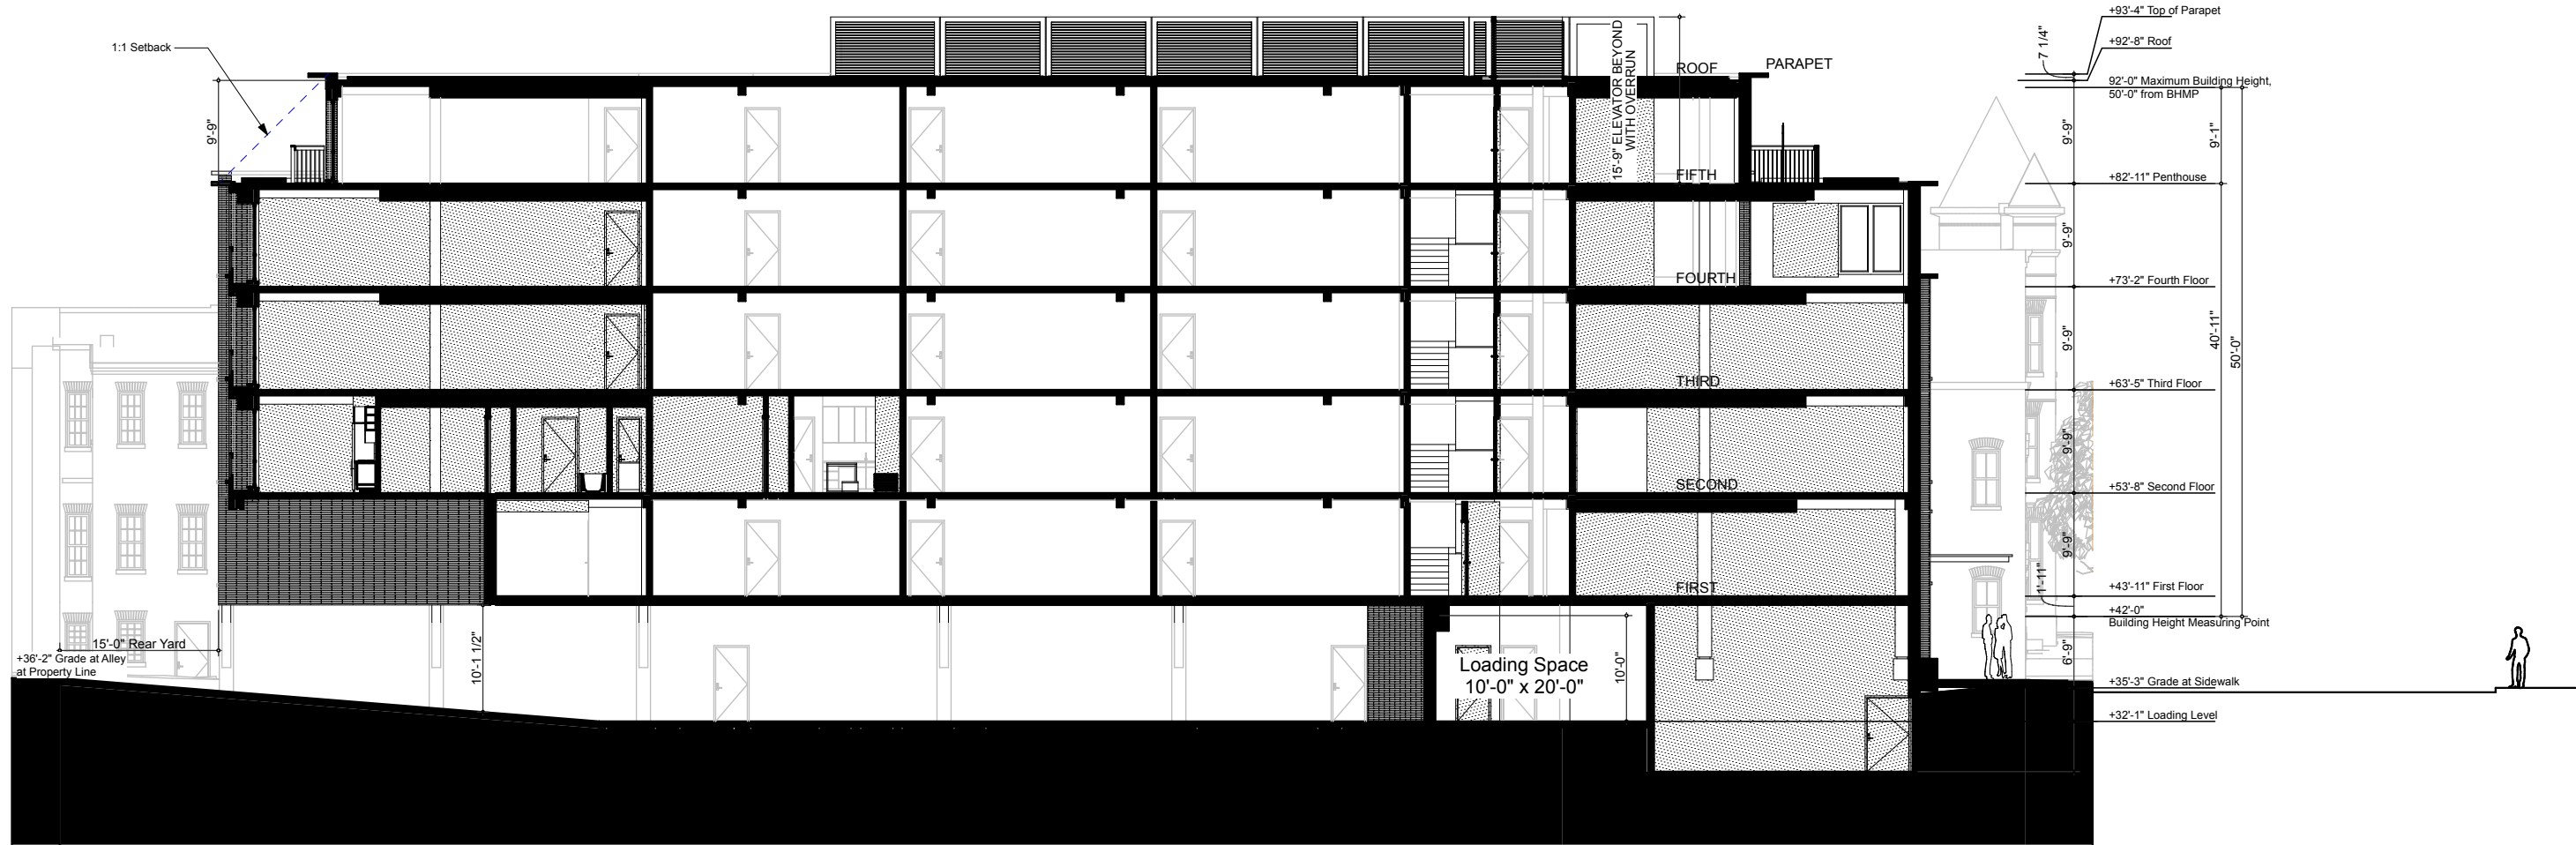 1:1 Setback
9'-9"
15'-9" ELEVATOR BEYOND
WITH OVERRUN
ROOF
PARAPET
FIFTH
FOURTH
THIRD
SECOND
FIRST
15'-0" Rear Yard
+36'-2" Grade at Alley
at Property Line
10'-1 1/2"
Loading Space
10'-0" x 20'-0"
10'-0"
7 1/4"
9'-9"
9'-9"
9'-9"
9'-9"
9'-9"
1'-11"
6'-9"
9'-1"
40'-11"
50'-0"
+93'-4" Top of Parapet
+92'-8" Roof
92'-0" Maximum Building Height,
50'-0" from BHMP
+82'-11" Penthouse
+73'-2" Fourth Floor
+63'-5" Third Floor
+53'-8" Second Floor
+43'-11" First Floor
+42'-0"
Building Height Measuring Point
+35'-3" Grade at Sidewalk
+32'-1" Loading Level